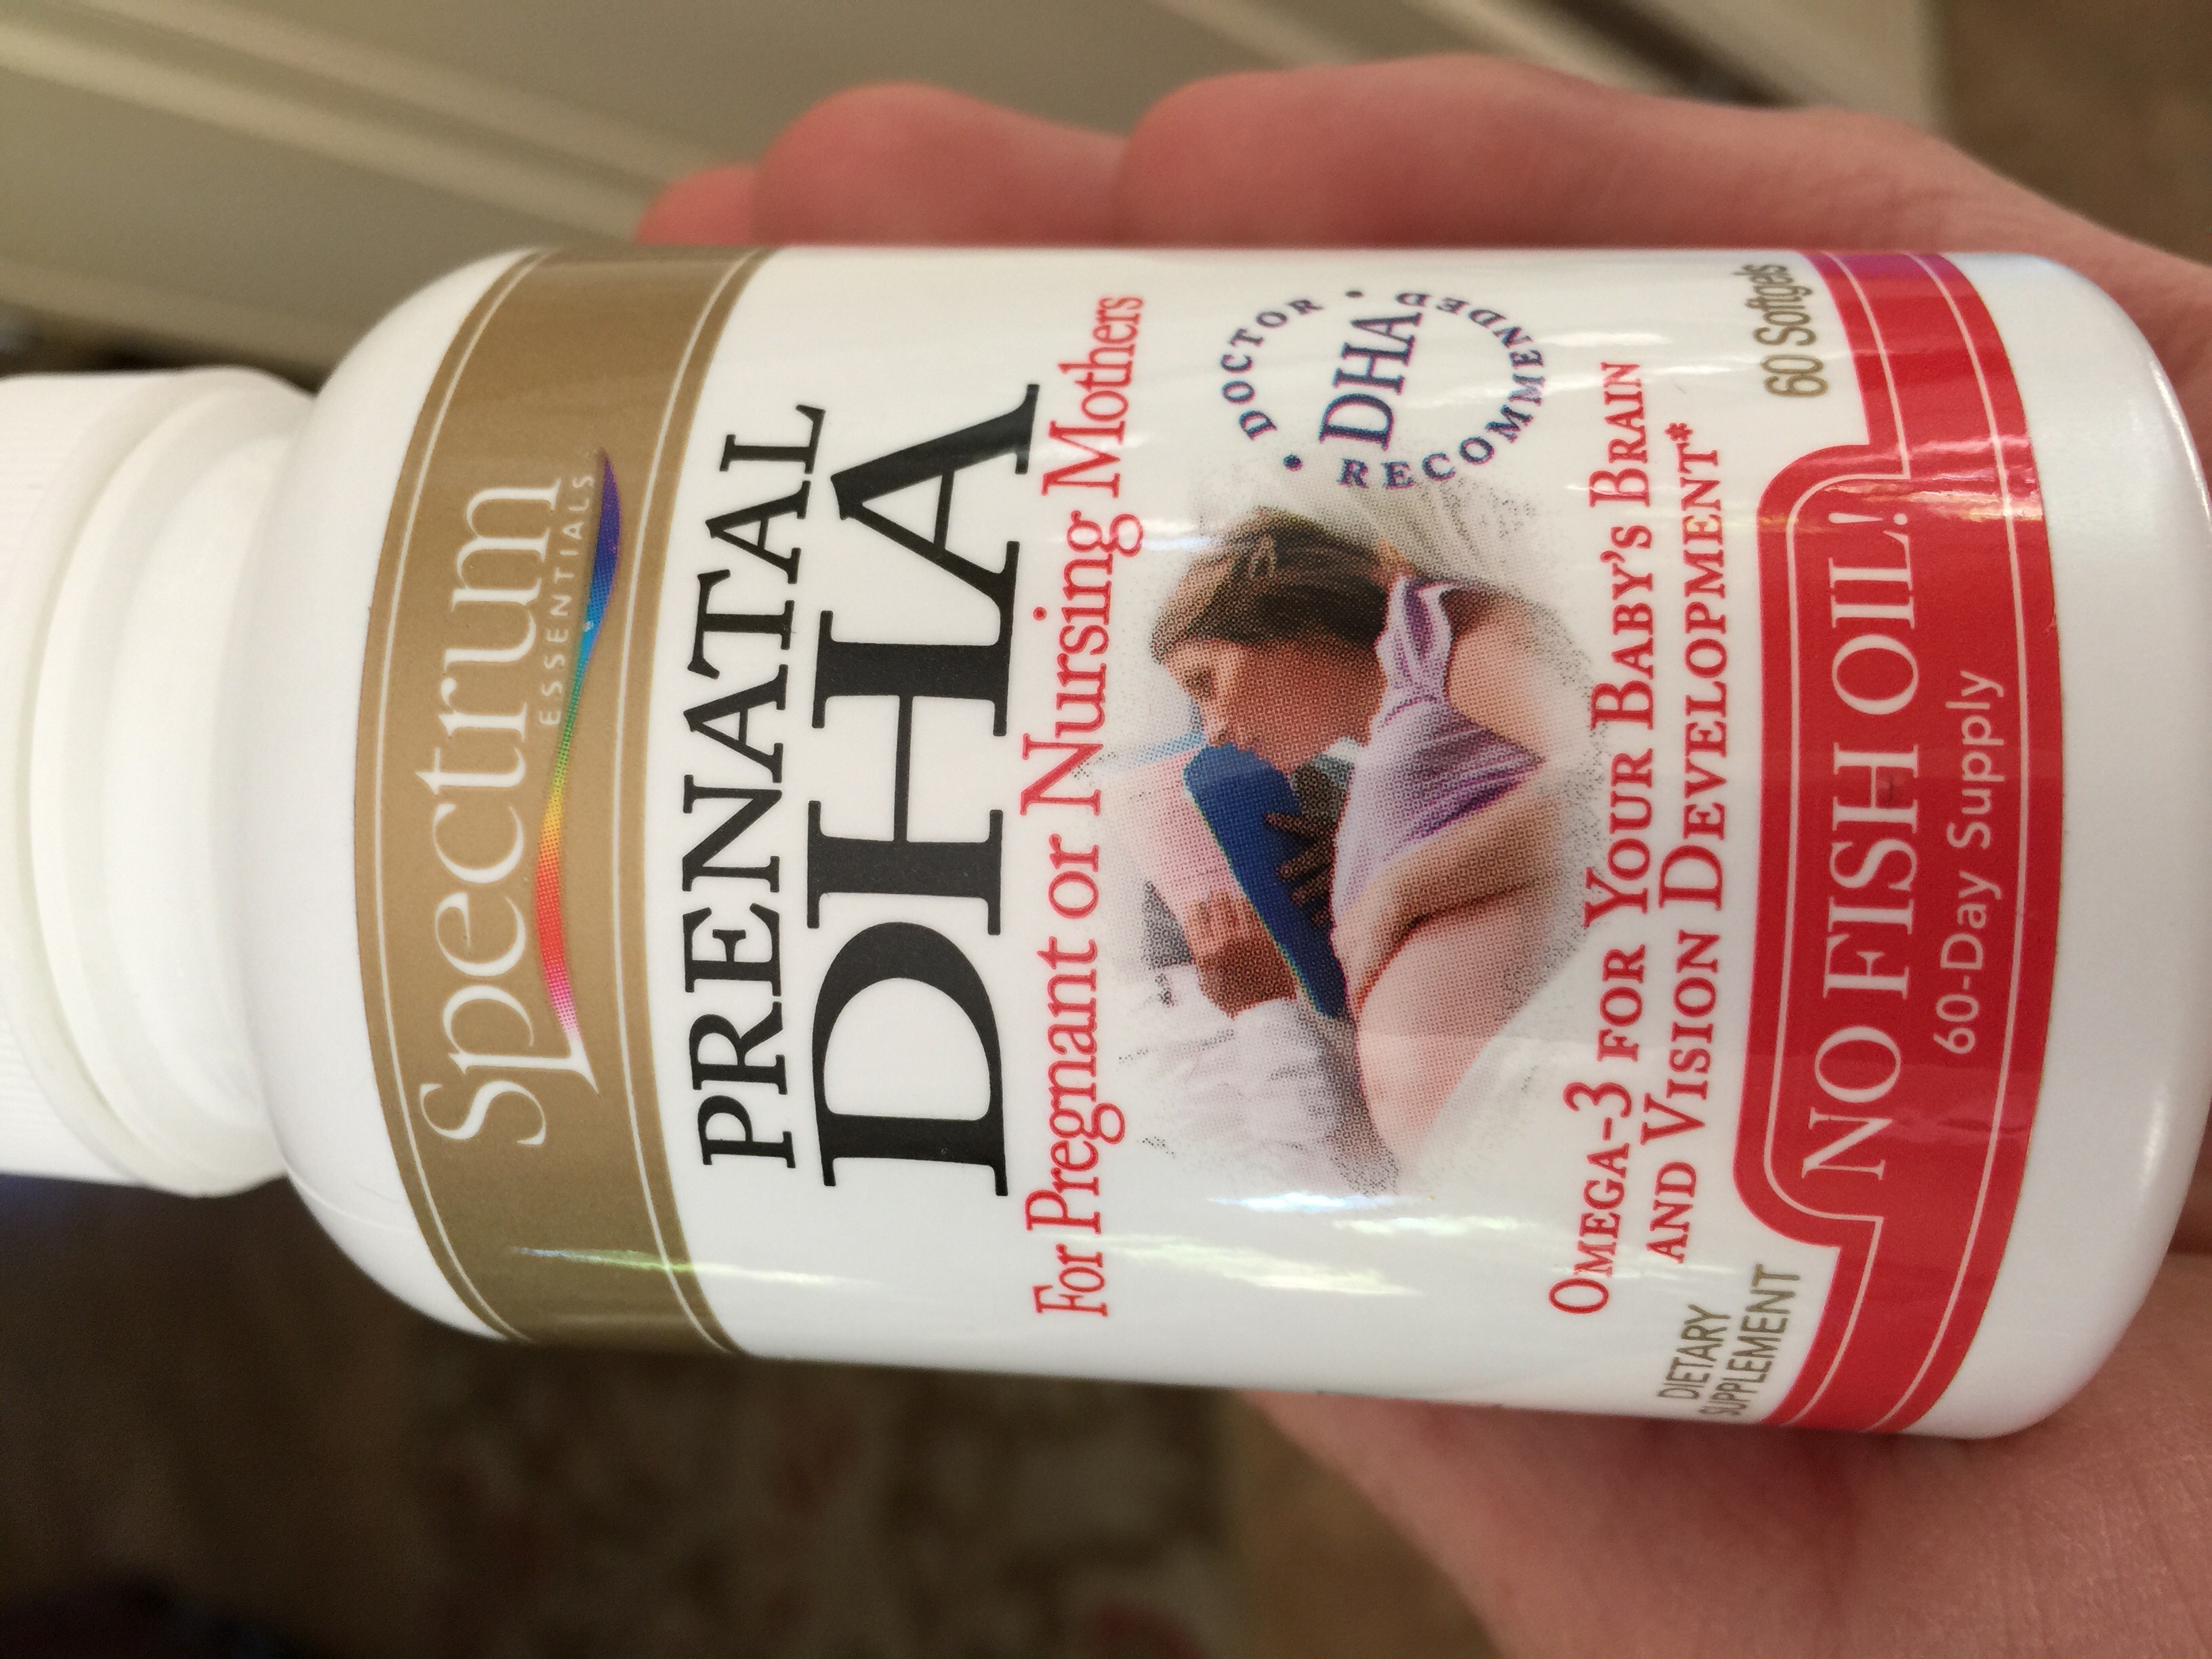 Spectrum
ESSENTIALS
PRENATAL
DHA
For Pregnant or Nursing Mothers
DOCTOR • RECOMMENDED •
DHA
OMEGA-3 FOR YOUR BABY'S BRAIN
AND VISION DEVELOPMENT*
DIETARY
SUPPLEMENT
60 Softgels
NO FISH OIL!
60-Day Supply